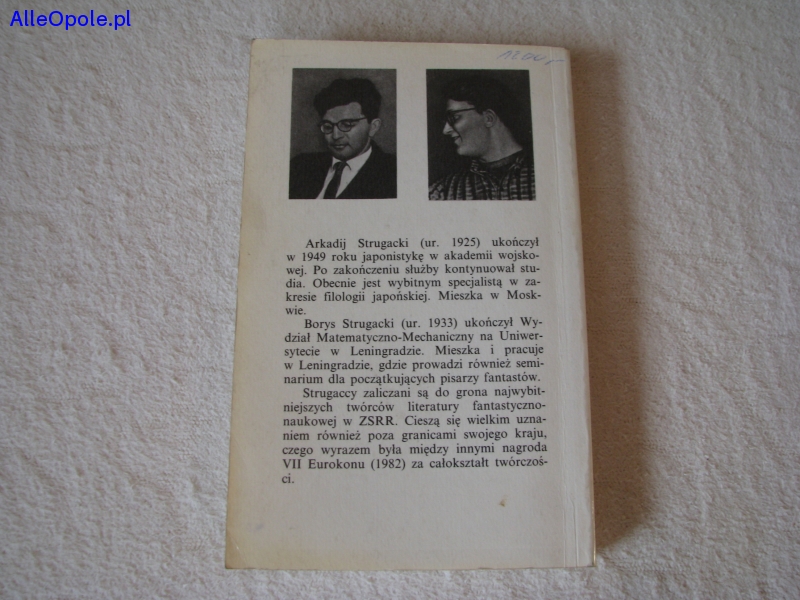 AlleOpole.pl
Arkadij Strugacki (ur. 1925) ukończył
w 1949 roku japonistykę w akademii wojsko-
wej. Po zakończeniu służby kontynuował stu-
dia. Obecnie jest wybitnym specjalistą w za-
kresie filologii japońskiej. Mieszka w Mosk-
wie.
Borys Strugacki (ur. 1933) ukończył Wy-
dział Matematyczno-Mechaniczny na Uniwer-
sytecie w Leningradzie. Mieszka i pracuje
w Leningradzie, gdzie prowadzi również semi-
narium dla początkujących pisarzy fantastów.
Strugaccy zaliczani są do grona najwybit-
niejszych twórców literatury fantastyczno-
naukowej w ZSRR. Cieszą się wielkim uzna-
niem również poza granicami swojego kraju,
czego wyrazem była między innymi nagroda
VII Eurokonu (1982) za całokształt twórczoś-
ci.